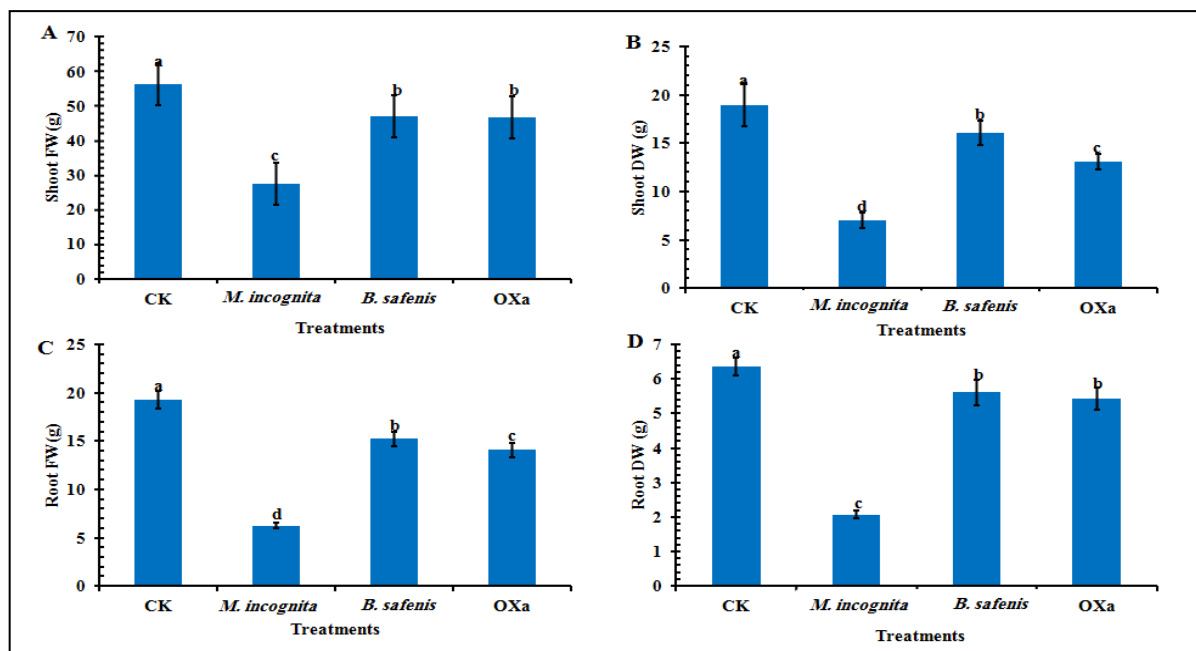 A
Shoot FW (g)
70
60
50
40
30
20
10
0
a
c
b
b
CK M. incognita B. safenis OXa
Treatments
B
Shoot DW (g)
25
20
15
10
5
0
a
d
b
c
CK M. incognita B. safenis OXa
Treatments
C
Root FW (g)
25
20
15
10
5
0
a
d
b
c
CK M. incognita B. safenis OXa
Treatments
D
Root DW (g)
7
6
5
4
3
2
1
0
a
c
b
b
CK M. incognita B. safenis OXa
Treatments